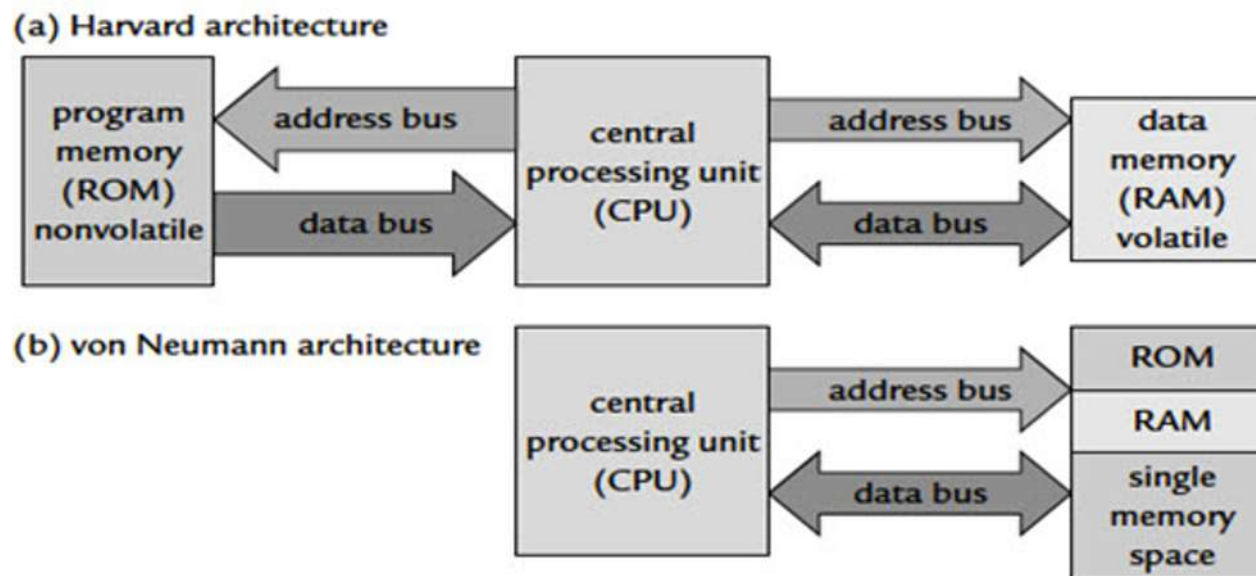 (a) Harvard architecture
program
memory
(ROM)
nonvolatile
address bus
data bus
central
processing unit
(CPU)
address bus
data bus
data
memory
(RAM)
volatile
(b) von Neumann architecture
central
processing unit
(CPU)
address bus
data bus
ROM
RAM
single
memory
space